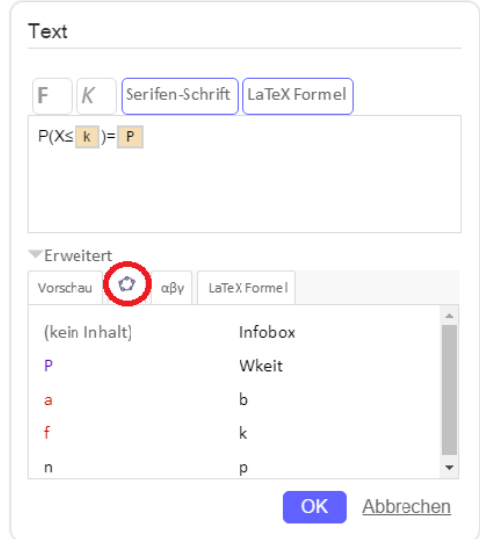 Text
F K Serifen-Schrift LaTeX Formel
P(X≤ k )= P
Erweitert
Vorschau αβγ LaTeX Formel
(kein Inhalt) Infobox
P Wkeit
a b
f k
n p
OK Abbrechen